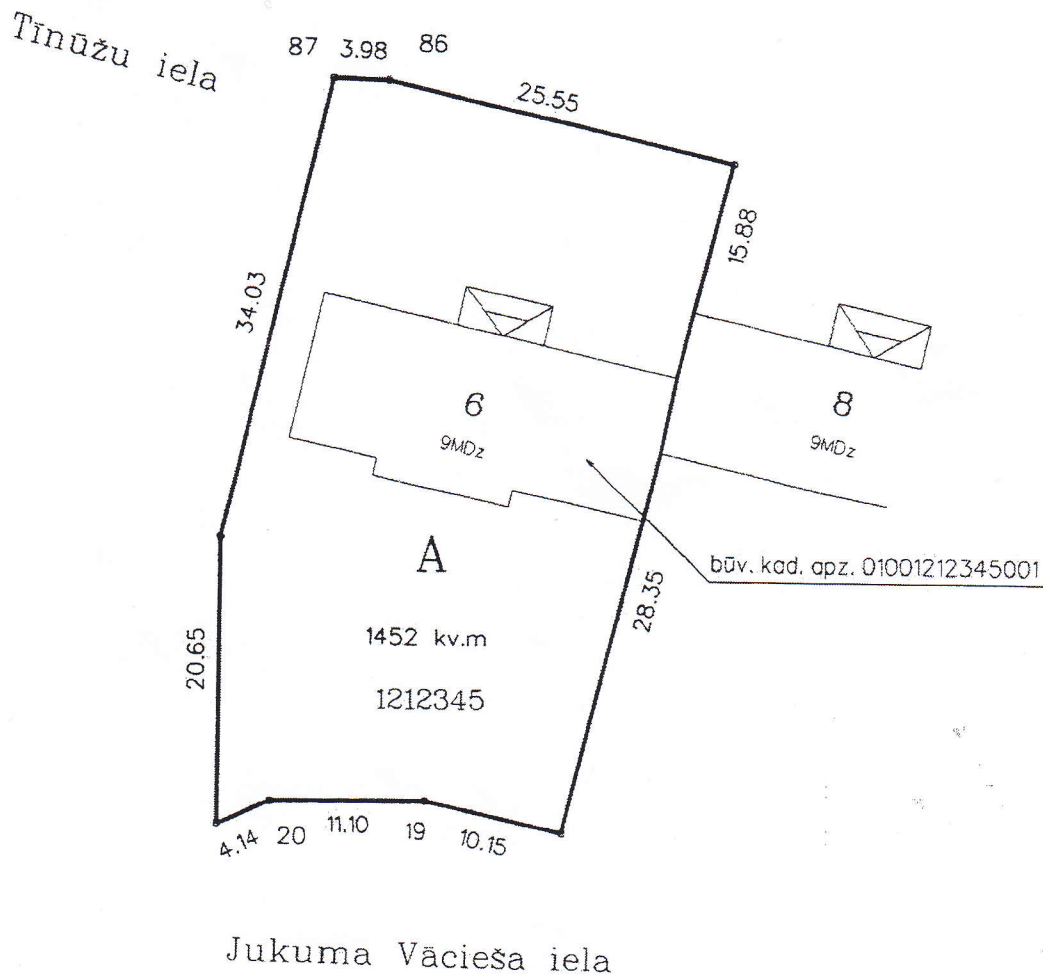 Tīnūžu iela
87 3.98 86
25.55
15.88
34.03
6
9MDz
8
9MDz
būv. kad. apz. 01001212345001
A
28.35
1452 kv.m
1212345
20.65
4.14 20 11.10 19 10.15
Jukuma Vācieša iela